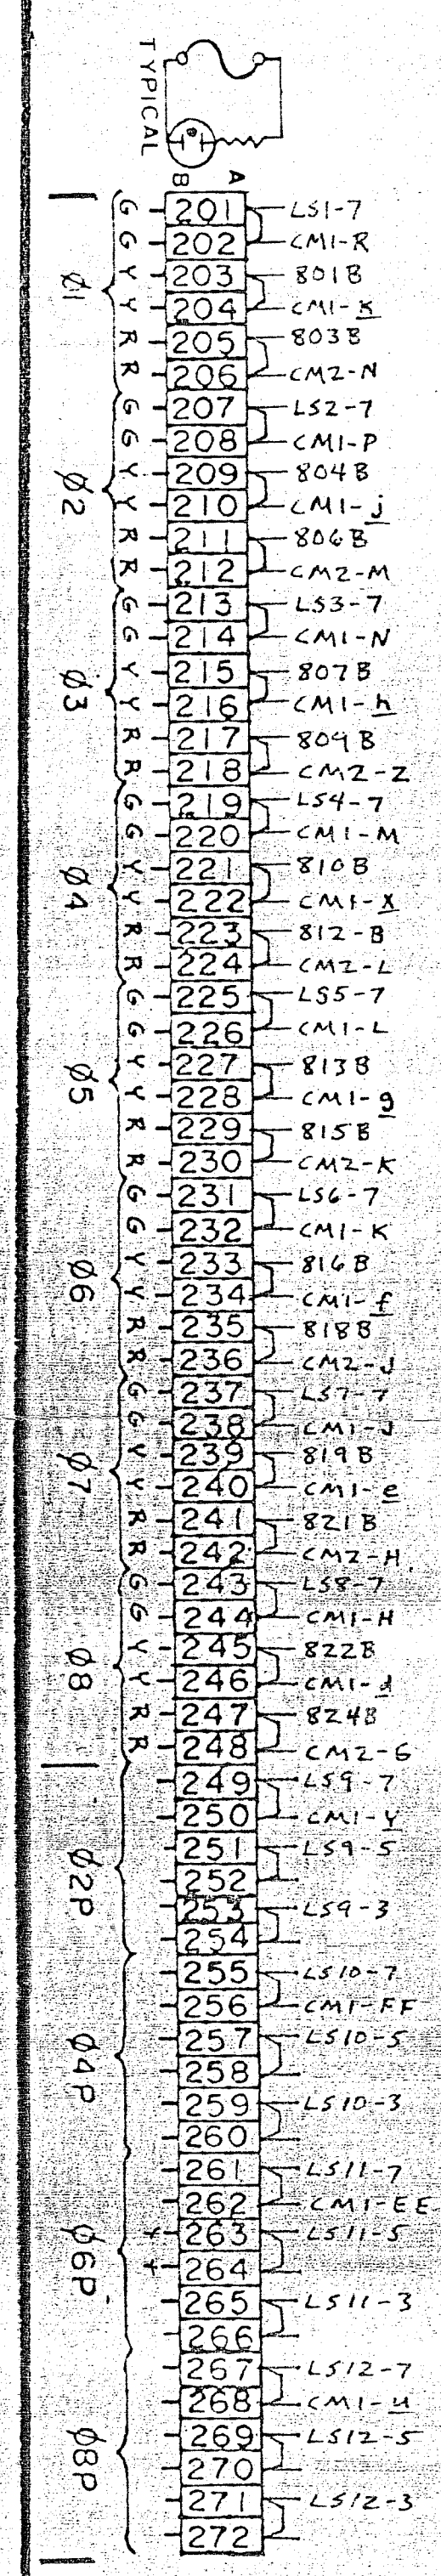 TYPICAL
B A
Ø1
G 201 LS1-7
G 202 CM1-R
Y 203 801B
Y 204 CM1-k
R 205 803B
R 206 CM2-N
Ø2
G 207 LS2-7
G 208 CM1-P
Y 209 804B
Y 210 CM1-j
R 211 806B
R 212 CM2-M
Ø3
G 213 LS3-7
G 214 CM1-N
Y 215 807B
Y 216 CM1-h
R 217 809B
R 218 CM2-Z
Ø4
G 219 LS4-7
G 220 CM1-M
Y 221 810B
Y 222 CM1-X
R 223 812-B
R 224 CM2-L
Ø5
G 225 LS5-7
G 226 CM1-L
Y 227 813B
Y 228 CM1-g
R 229 815B
R 230 CM2-K
Ø6
G 231 LS6-7
G 232 CM1-K
Y 233 816B
Y 234 CM1-f
R 235 818B
R 236 CM2-J
Ø7
G 237 LS7-7
G 238 CM1-J
Y 239 819B
Y 240 CM1-e
R 241 821B
R 242 CM2-H
Ø8
G 243 LS8-7
G 244 CM1-H
Y 245 822B
Y 246 CM1-d
R 247 824B
R 248 CM2-G
Ø2P
249 LS9-7
250 CM1-Y
251 LS9-5
252
253 LS9-3
254
Ø4P
255 LS10-7
256 CM1-FF
257 LS10-5
258
259 LS10-3
260
Ø6P
261 LS11-7
262 CM1-EE
+ 263 LS11-5
+ 264
265 LS11-3
266
Ø8P
267 LS12-7
268 CM1-u
269 LS12-5
270
271 LS12-3
272